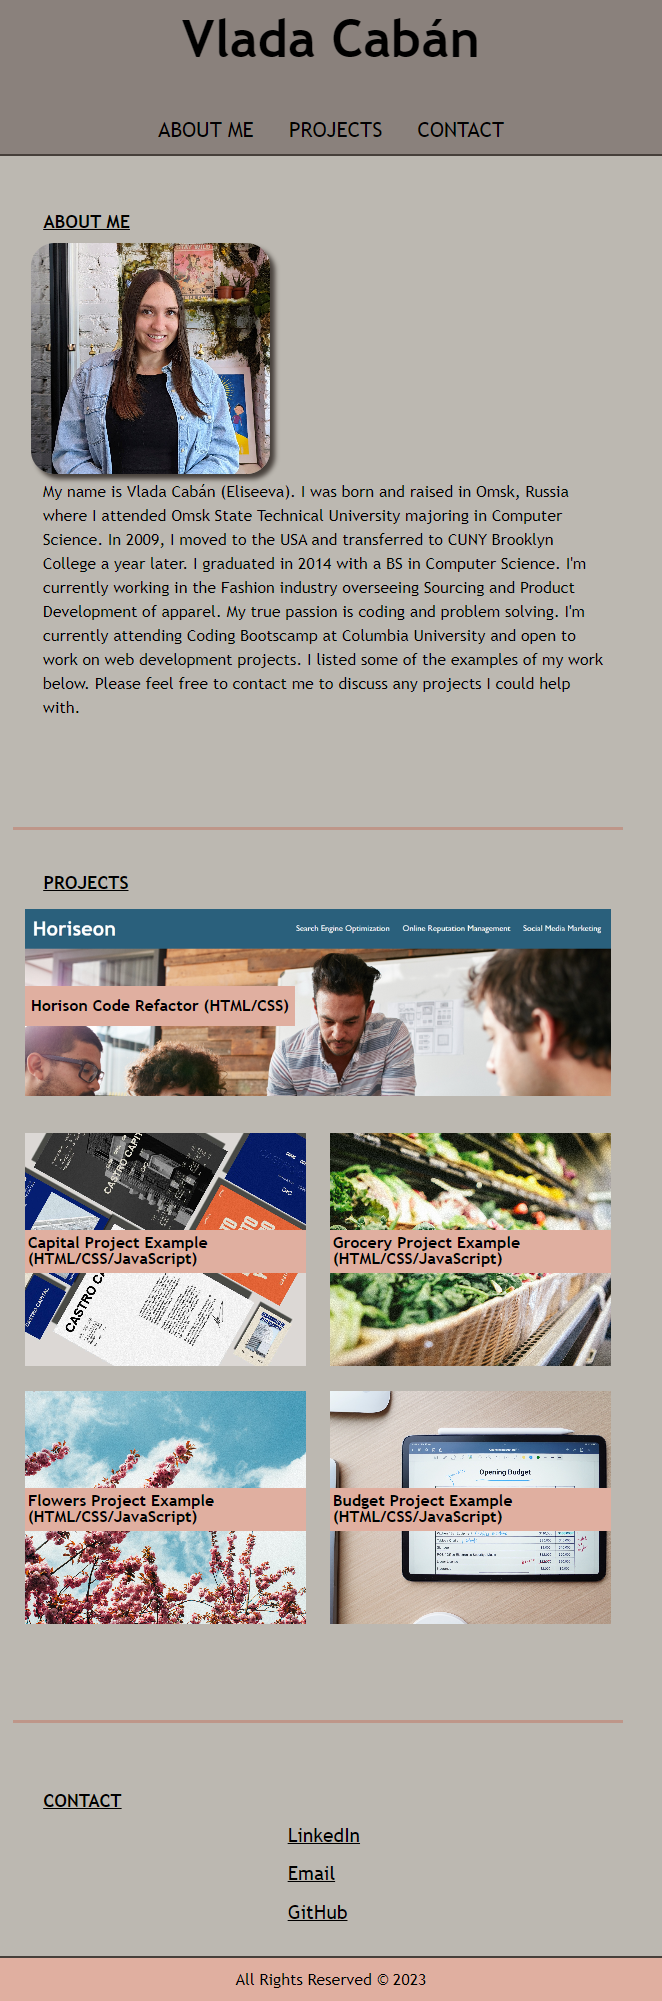 Vlada Cabán
ABOUT ME PROJECTS CONTACT
ABOUT ME
My name is Vlada Cabán (Eliseeva). I was born and raised in Omsk, Russia
where I attended Omsk State Technical University majoring in Computer
Science. In 2009, I moved to the USA and transferred to CUNY Brooklyn
College a year later. I graduated in 2014 with a BS in Computer Science. I'm
currently working in the Fashion industry overseeing Sourcing and Product
Development of apparel. My true passion is coding and problem solving. I'm
currently attending Coding Bootscamp at Columbia University and open to
work on web development projects. I listed some of the examples of my work
below. Please feel free to contact me to discuss any projects I could help
with.
PROJECTS
Horiseon
Search Engine Optimization Online Reputation Management Social Media Marketing
Horison Code Refactor (HTML/CSS)
CASTRO CAPIT
Capital Project Example
(HTML/CSS/JavaScript)
CASTRO CAPITAL
CASTRO CA
Grocery Project Example
(HTML/CSS/JavaScript)
Flowers Project Example
(HTML/CSS/JavaScript)
Opening Budget
Budget Project Example
(HTML/CSS/JavaScript)
CONTACT
LinkedIn
Email
GitHub
All Rights Reserved © 2023